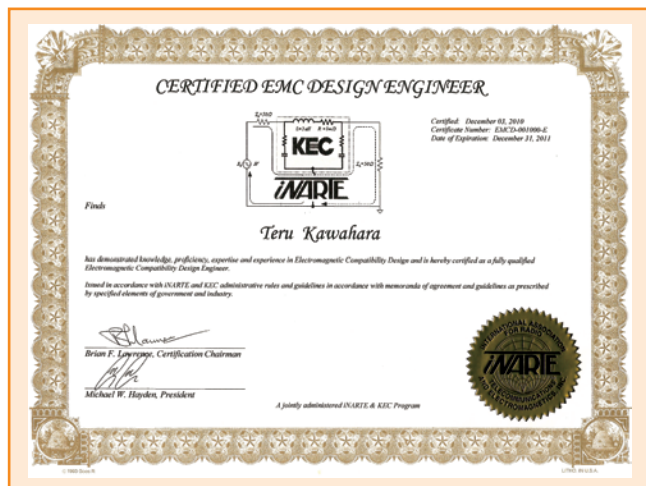 CERTIFIED EMC DESIGN ENGINEER
Certified: December 03, 2010
Certificate Number: EMCD-001000-E
Date of Expiration: December 31, 2011
KEC
iNARTE
Finds
Teru Kawahara
has demonstrated knowledge, proficiency, expertise and experience in Electromagnetic Compatibility Design and is hereby certified as a fully qualified
Electromagnetic Compatibility Design Engineer.
Issued in accordance with iNARTE and KEC administrative rules and guidelines in accordance with memoranda of agreement and guidelines as prescribed
by specified elements of government and industry.
Brian F. Lawrence, Certification Chairman
Michael W. Hayden, President
A jointly administered iNARTE & KEC Program
INTERNATIONAL ASSOCIATION
FOR RADIO
iNARTE
TELECOMMUNICATIONS
AND ELECTROMAGNETICS, INC.
LITHO. IN U.S.A.